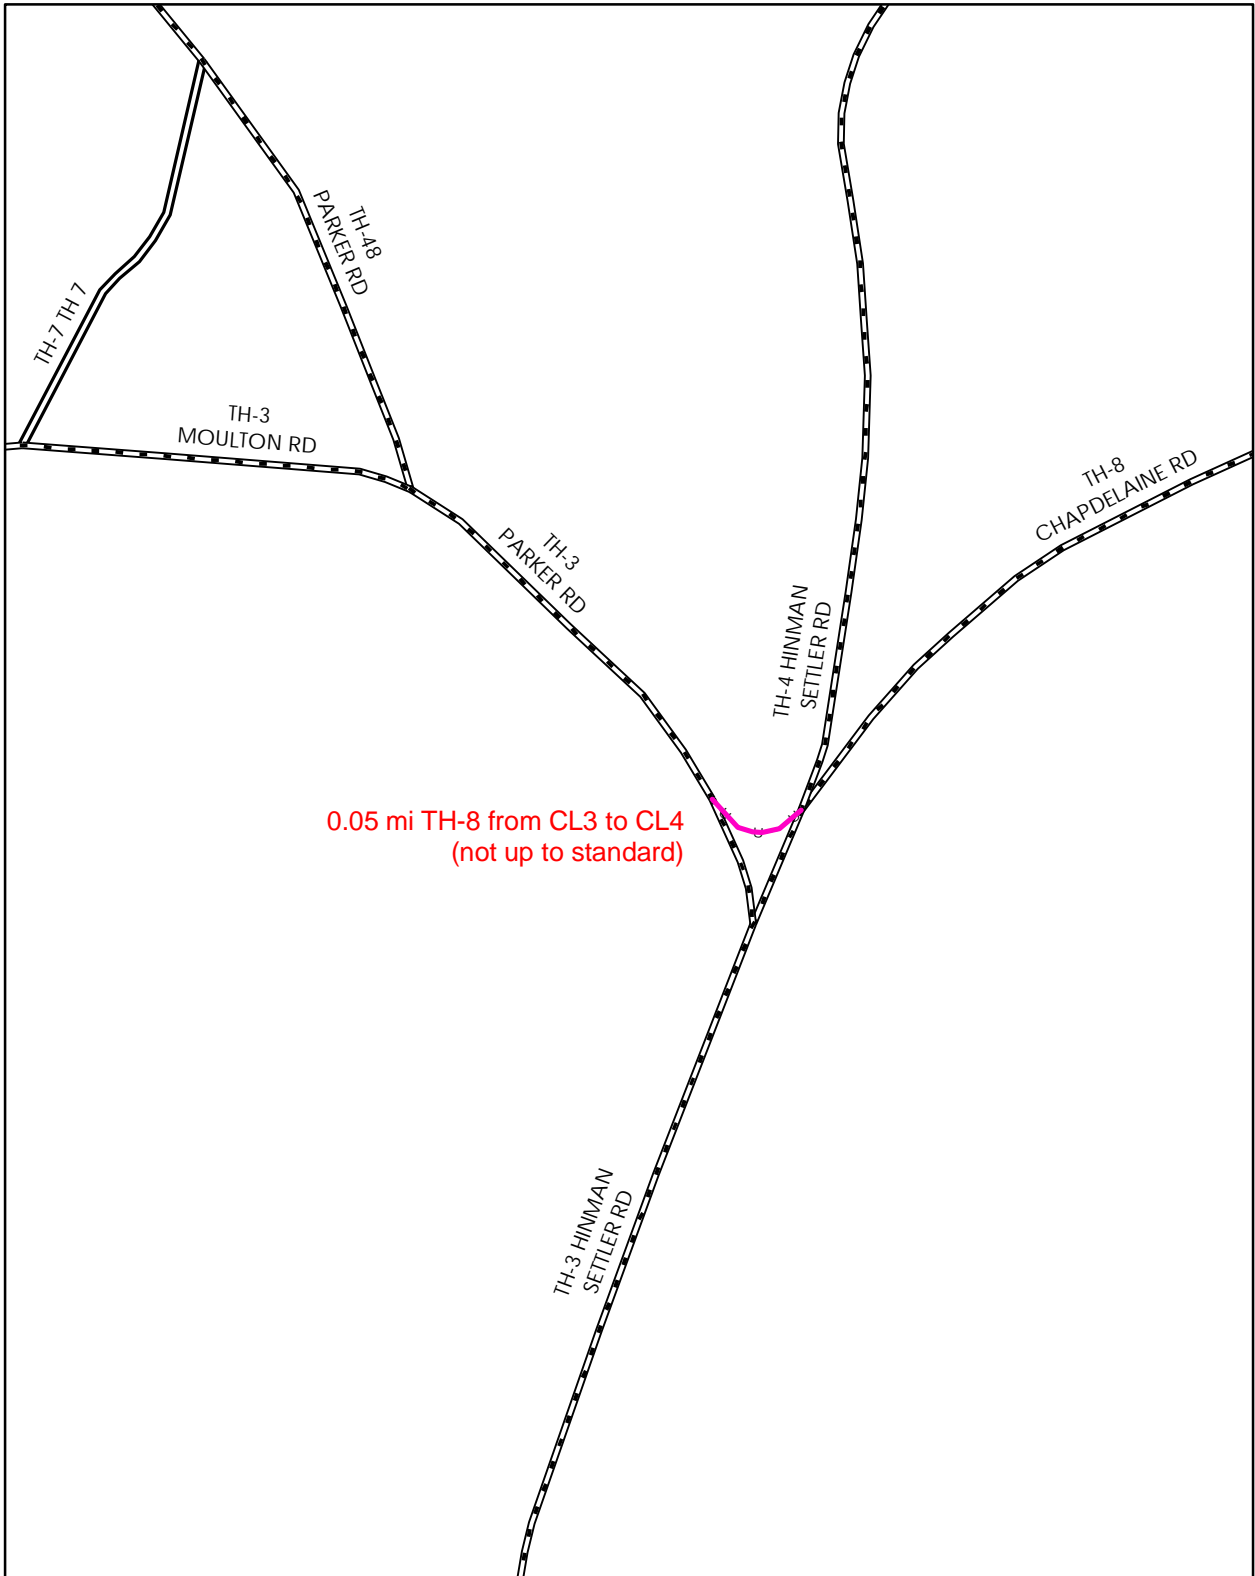 TH-48
PARKER RD
TH-7 TH 7
TH-3
MOULTON RD
TH-8
CHAPDELAINE RD
TH-3
PARKER RD
TH-4 HINMAN
SETTLER RD
0.05 mi TH-8 from CL3 to CL4
(not up to standard)
TH-3 HINMAN
SETTLER RD